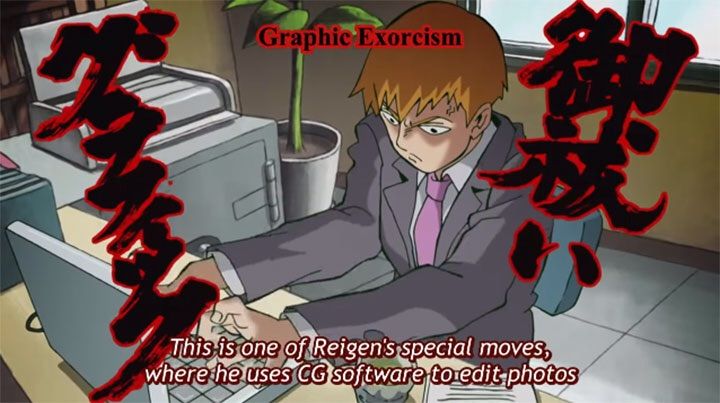 Graphic Exorcism
御祓い
グラフィック
This is one of Reigen's special moves,
where he uses CG software to edit photos